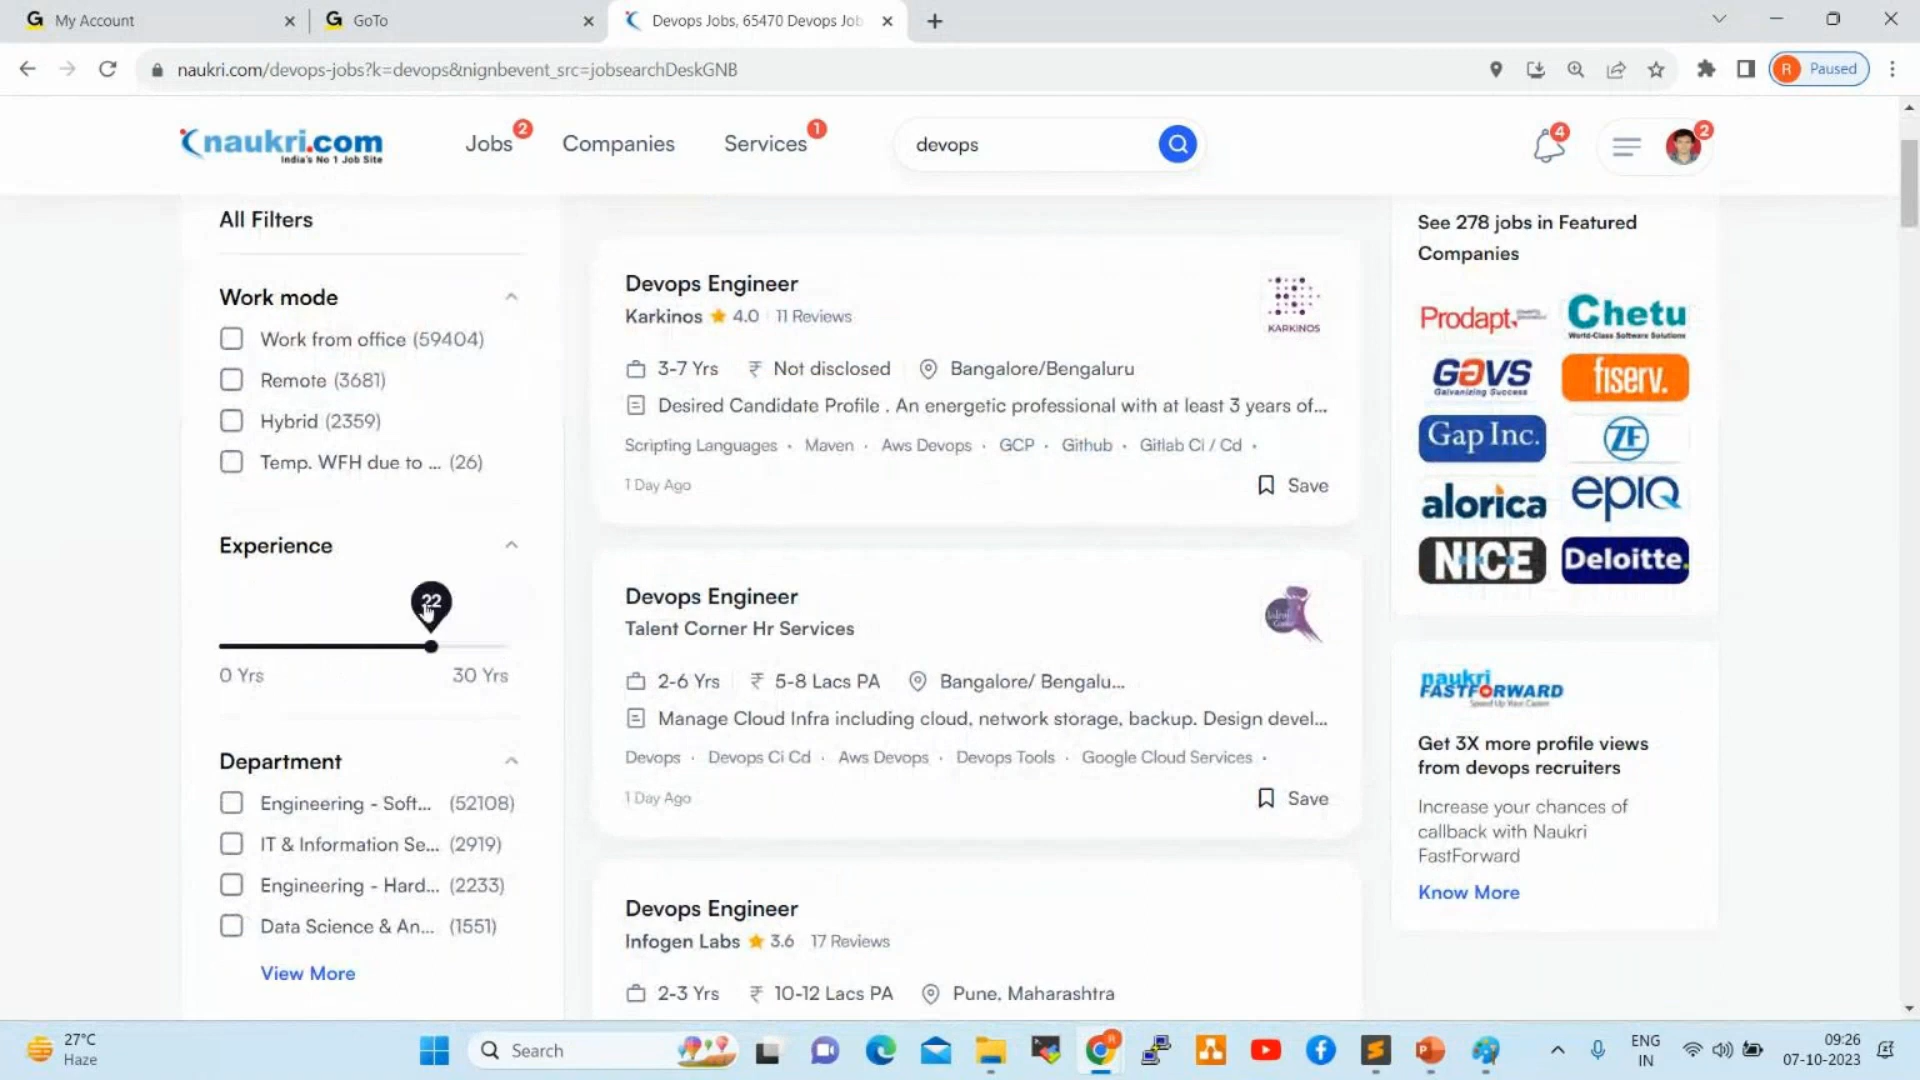 My Account
GoTo
Devops Jobs, 65470 Devops Job
naukri.com/devops-jobs?k=devops&nignbevent_src=jobsearchDeskGNB
R Paused
naukri.com
India's No 1 Job Site
Jobs 2
Companies
Services 1
devops
4
2
All Filters
Work mode
Work from office (59404)
Remote (3681)
Hybrid (2359)
Temp. WFH due to ... (26)
Experience
22
0 Yrs
30 Yrs
Department
Engineering - Soft... (52108)
IT & Information Se... (2919)
Engineering - Hard... (2233)
Data Science & An... (1551)
View More
Devops Engineer
Karkinos 4.0 11 Reviews
KARKINOS
3-7 Yrs ₹ Not disclosed Bangalore/Bengaluru
Desired Candidate Profile . An energetic professional with at least 3 years of...
Scripting Languages · Maven · Aws Devops · GCP · Github · Gitlab Ci / Cd ·
1 Day Ago
Save
Devops Engineer
Talent Corner Hr Services
2-6 Yrs ₹ 5-8 Lacs PA Bangalore/ Bengalu...
Manage Cloud Infra including cloud, network storage, backup. Design devel...
Devops · Devops Ci Cd · Aws Devops · Devops Tools · Google Cloud Services ·
1 Day Ago
Save
Devops Engineer
Infogen Labs 3.6 17 Reviews
2-3 Yrs ₹ 10-12 Lacs PA Pune, Maharashtra
See 278 jobs in Featured
Companies
Prodapt
Chetu
World-Class Software Solutions
GAVS
Galvanizing Success
fiserv.
Gap Inc.
ZF
alorica
epiq
NICE
Deloitte.
naukri
FASTFORWARD
Speed Up Your Career
Get 3X more profile views
from devops recruiters
Increase your chances of
callback with Naukri
FastForward
Know More
27°C
Haze
Search
ENG
IN
09:26
07-10-2023